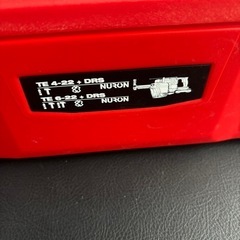 TE 4-22 + DRS
NURON
TE 6-22 + DRS
NURON